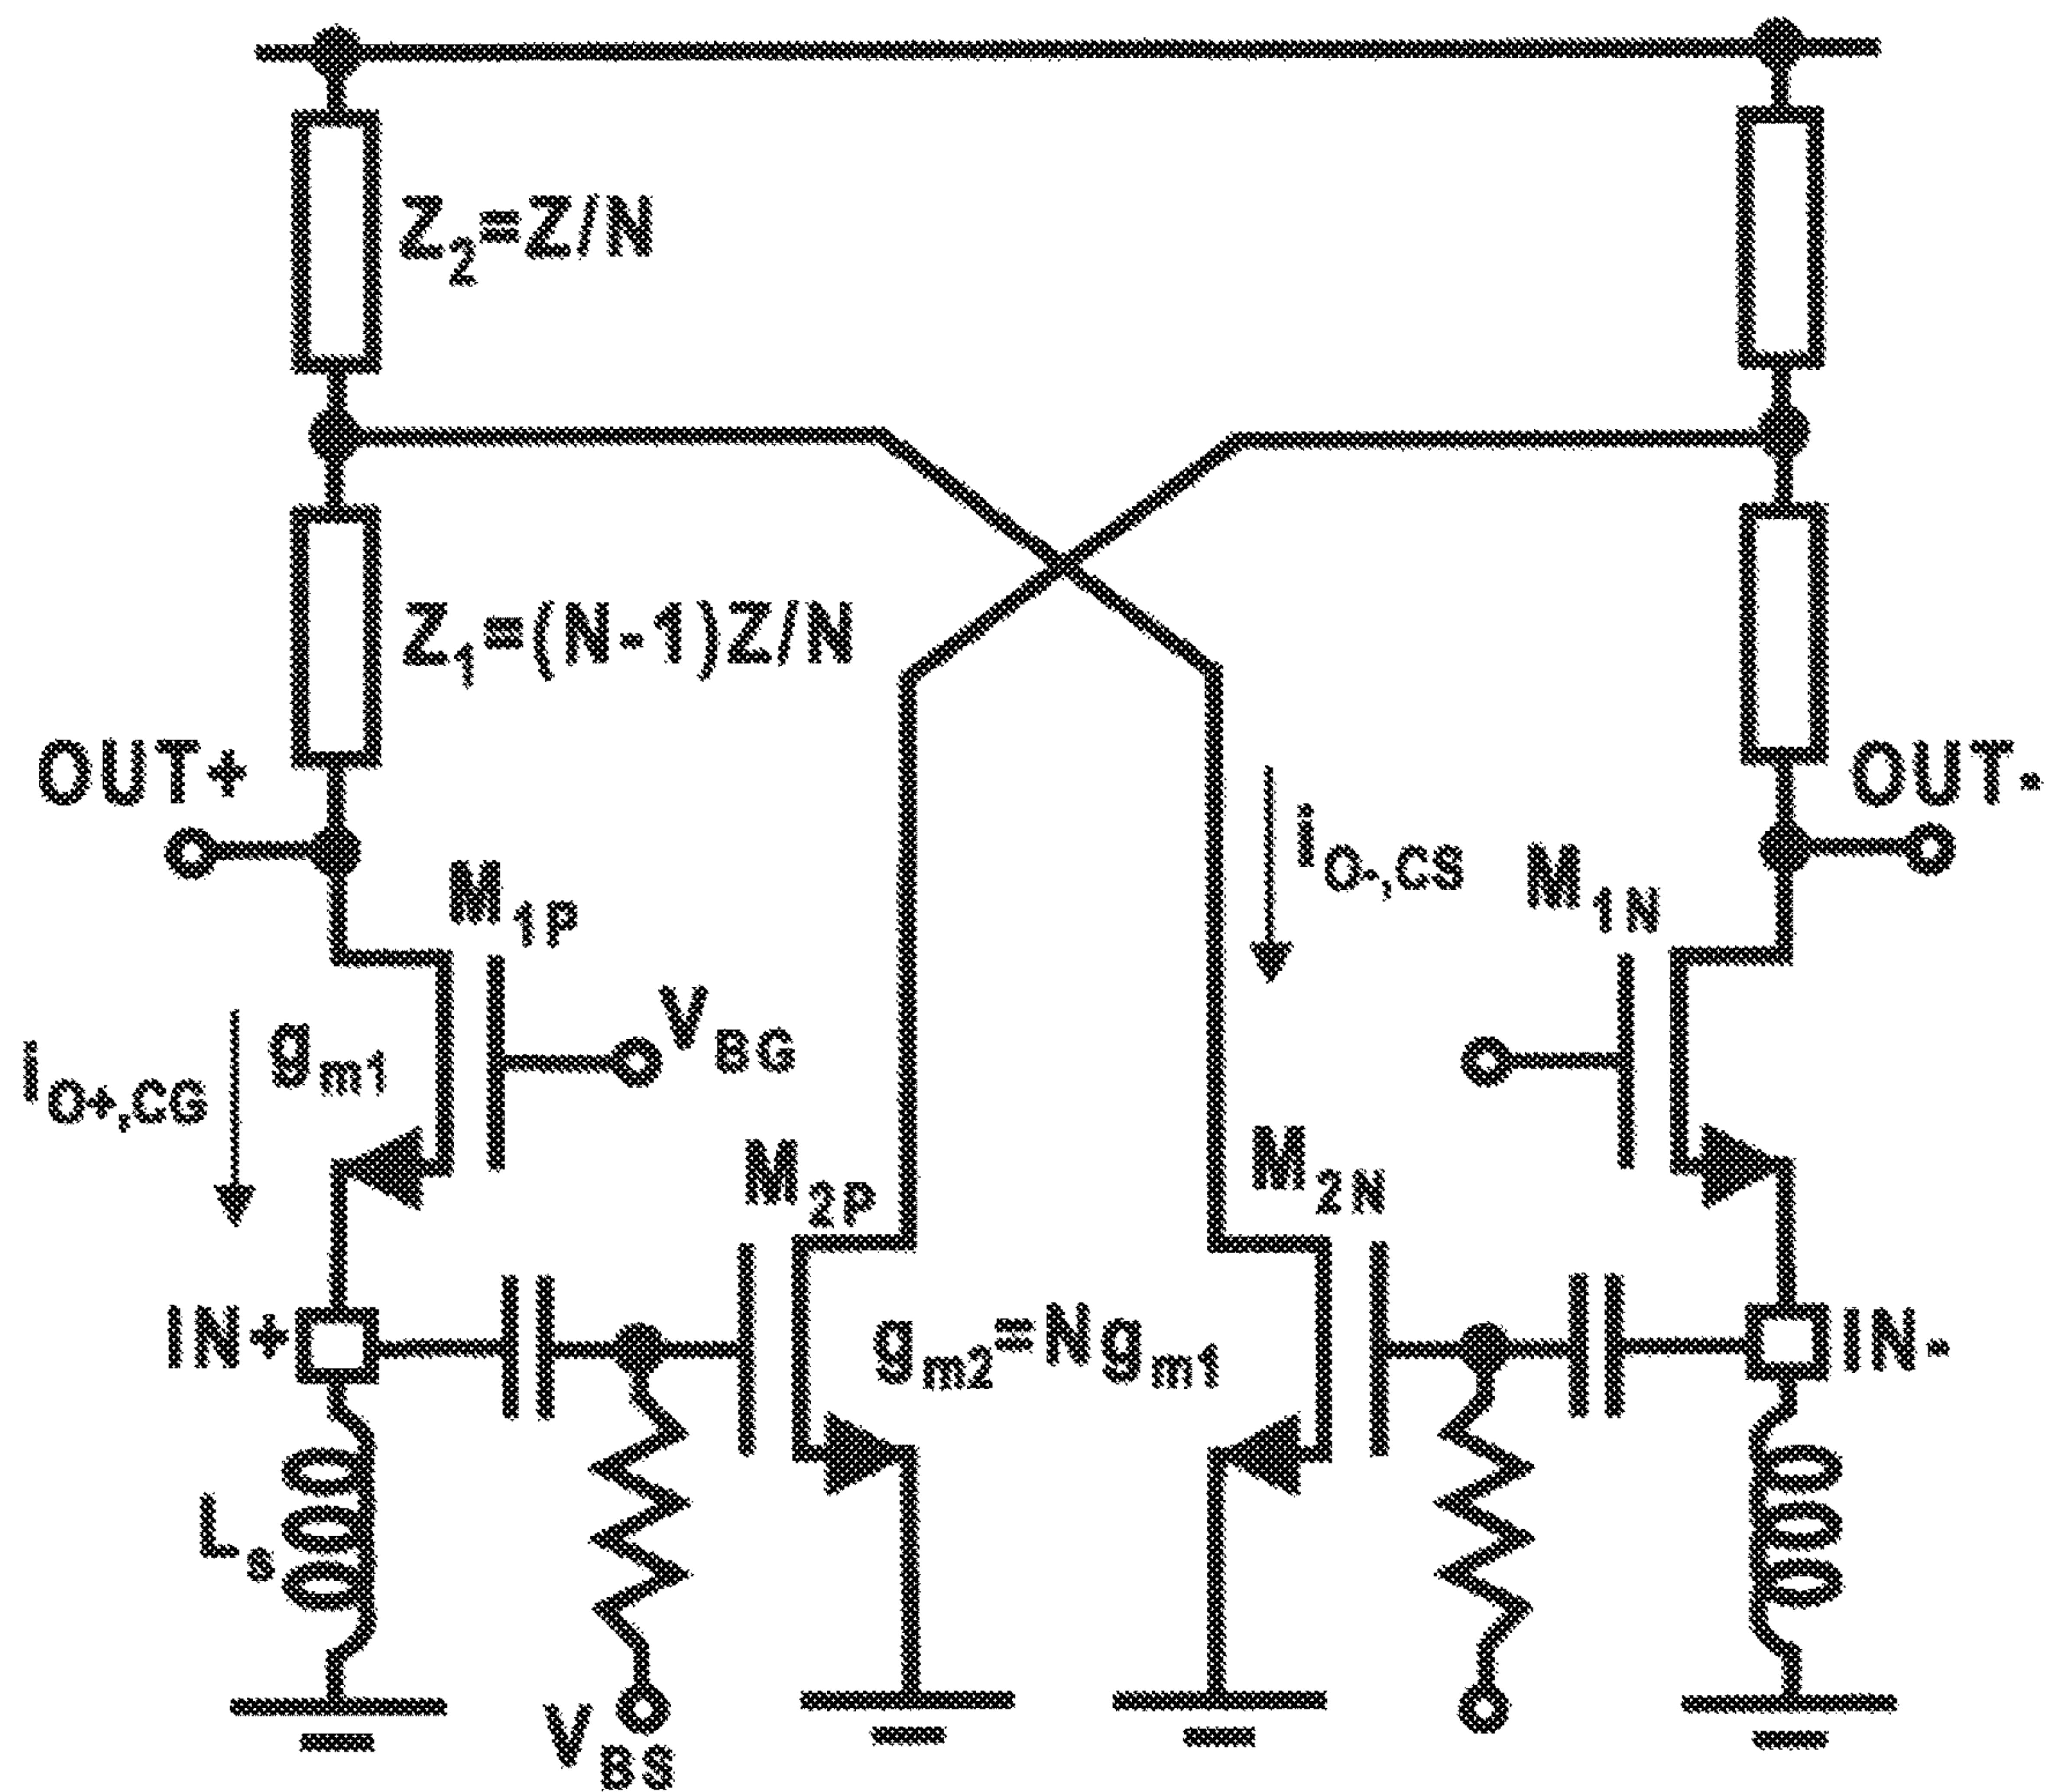 Z2=Z/N
Z1=(N-1)Z/N
OUT+
OUT-
M1P
iO-,CS
M1N
VBG
gm1
iO+,CG
M2P
M2N
IN+
gm2=Ngm1
IN-
Ls
VBS